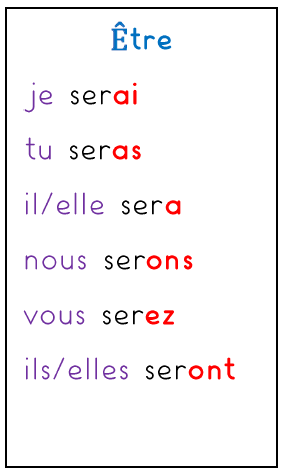 Être
je serai
tu seras
il/elle sera
nous serons
vous serez
ils/elles seront